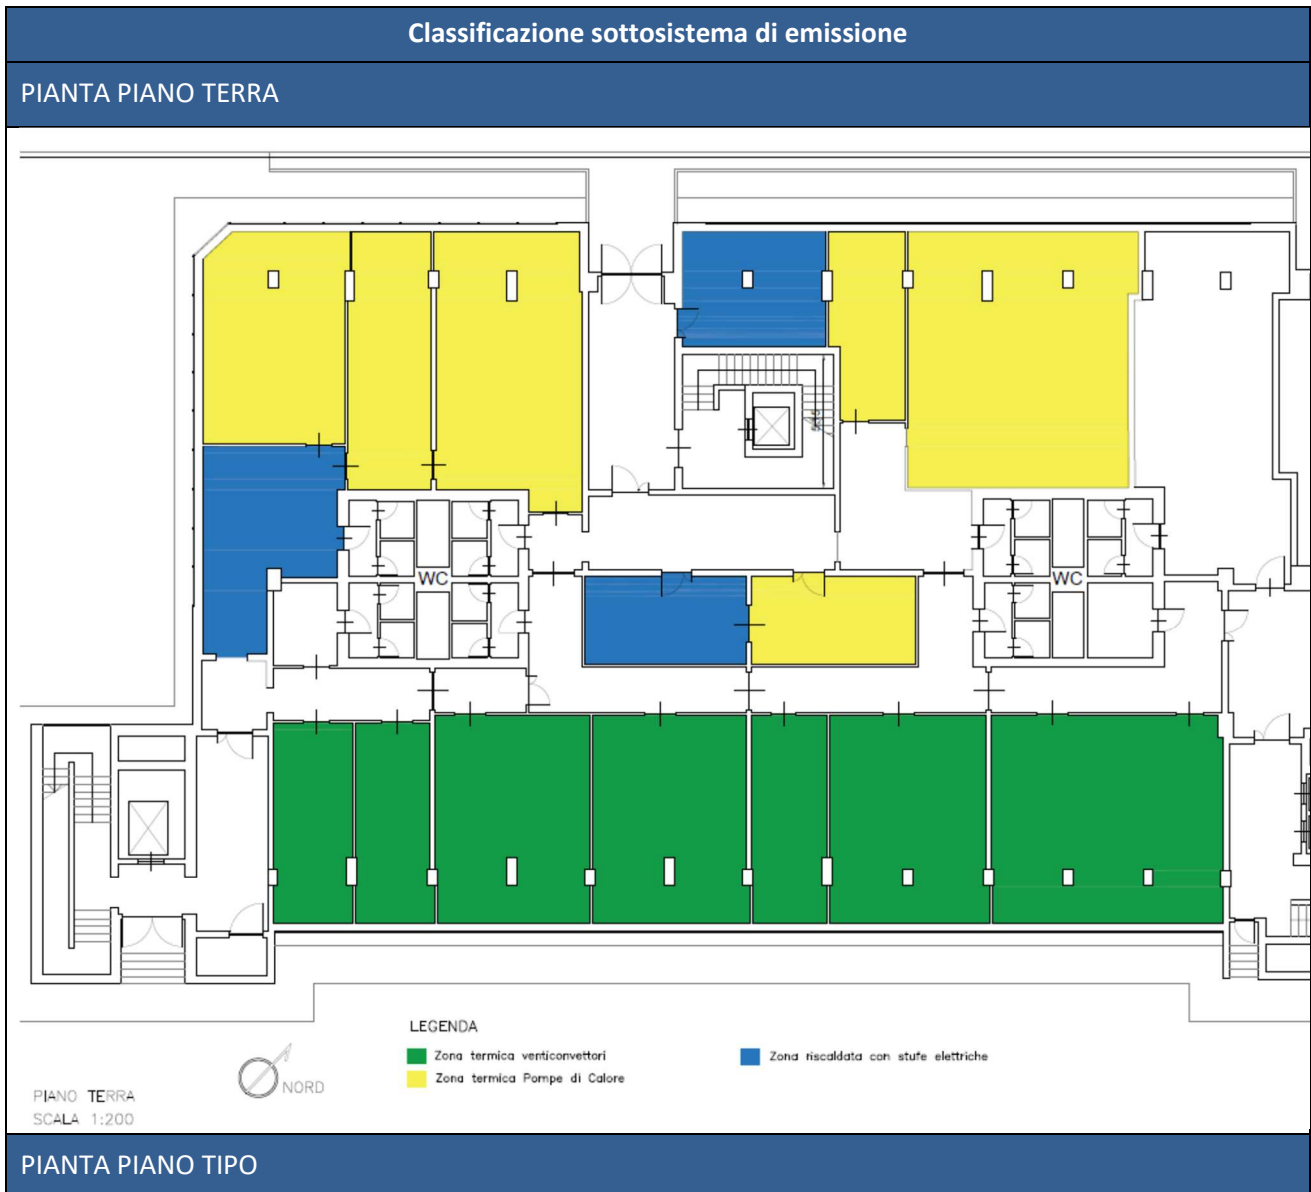 Classificazione sottosistema di emissione
PIANTA PIANO TERRA
WC
WC
LEGENDA
Zona termica venticonvettori
Zona riscaldata con stufe elettriche
Zona termica Pompe di Calore
NORD
PIANO TERRA
SCALA 1:200
PIANTA PIANO TIPO